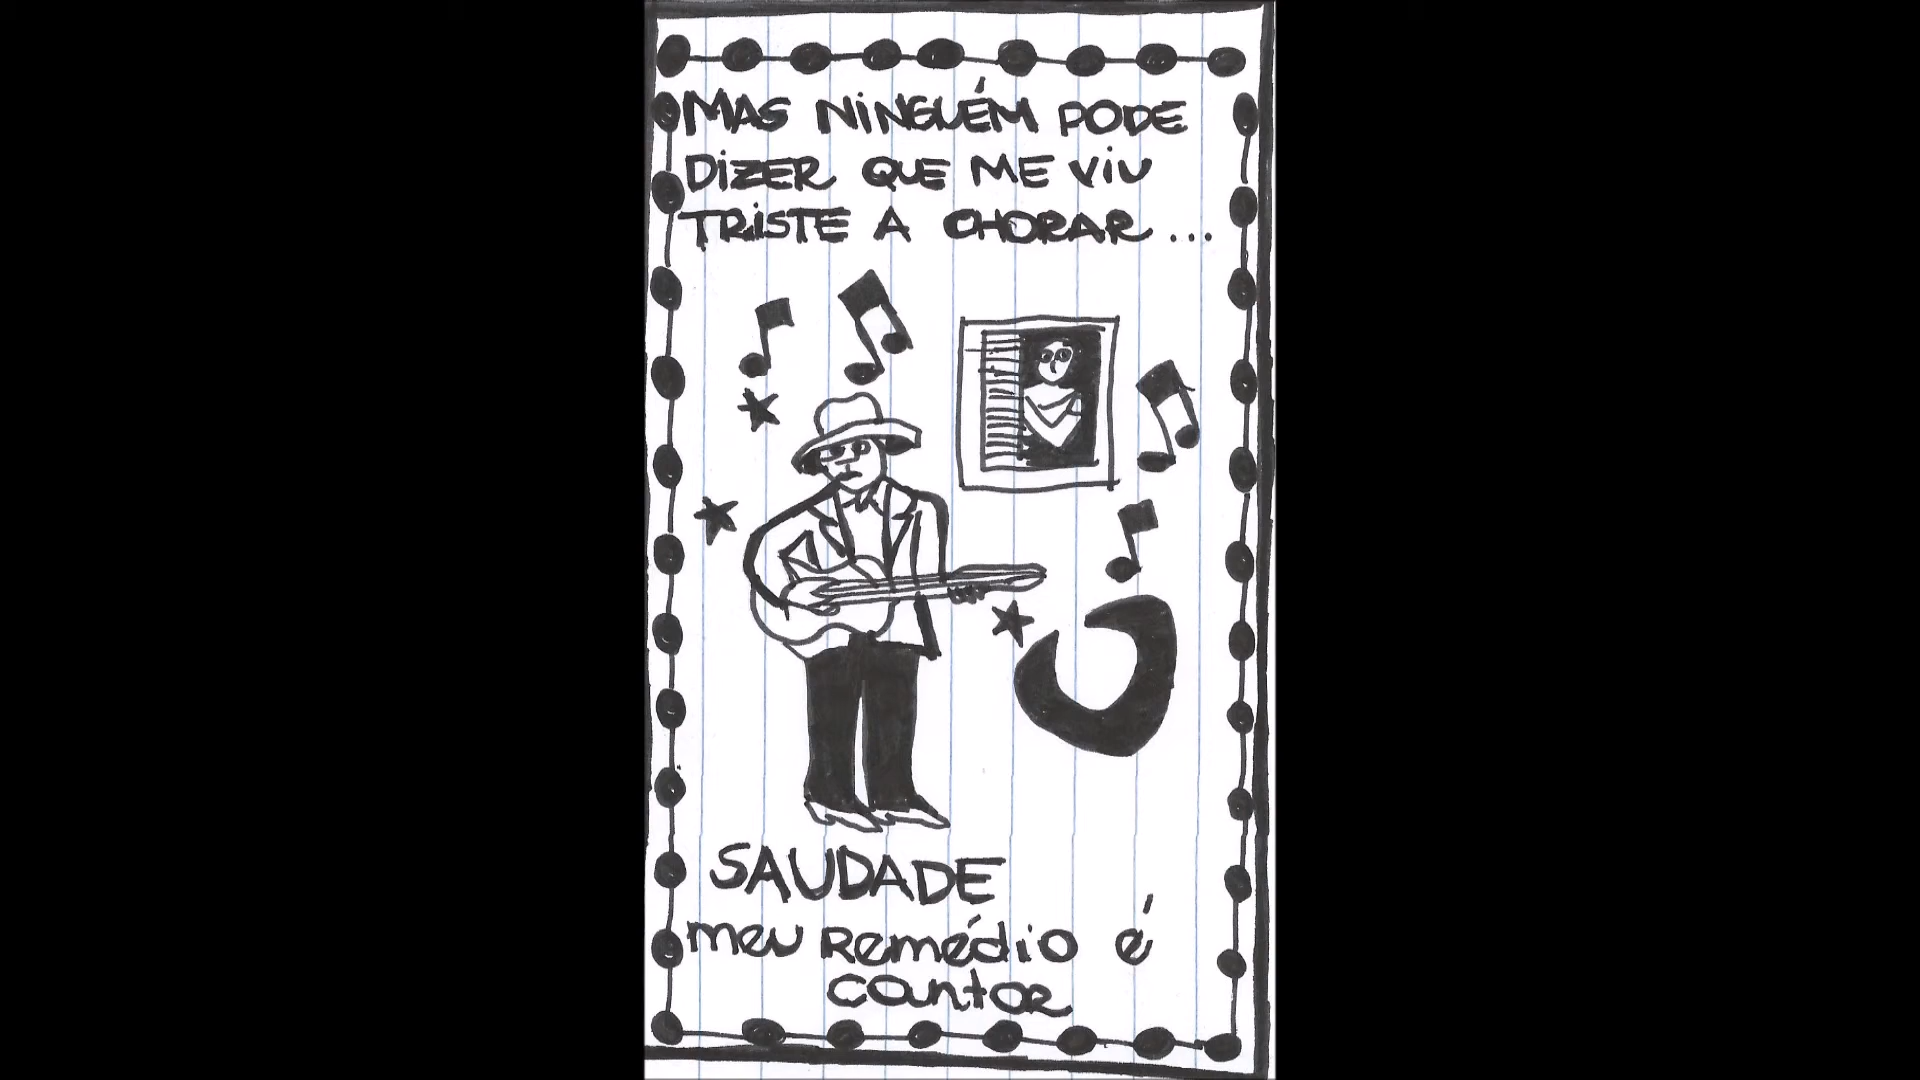 MAS NINGUÉM PODE
DIZER QUE ME VIU
TRISTE A CHORAR...
SAUDADE
meu Remédio é
cantar